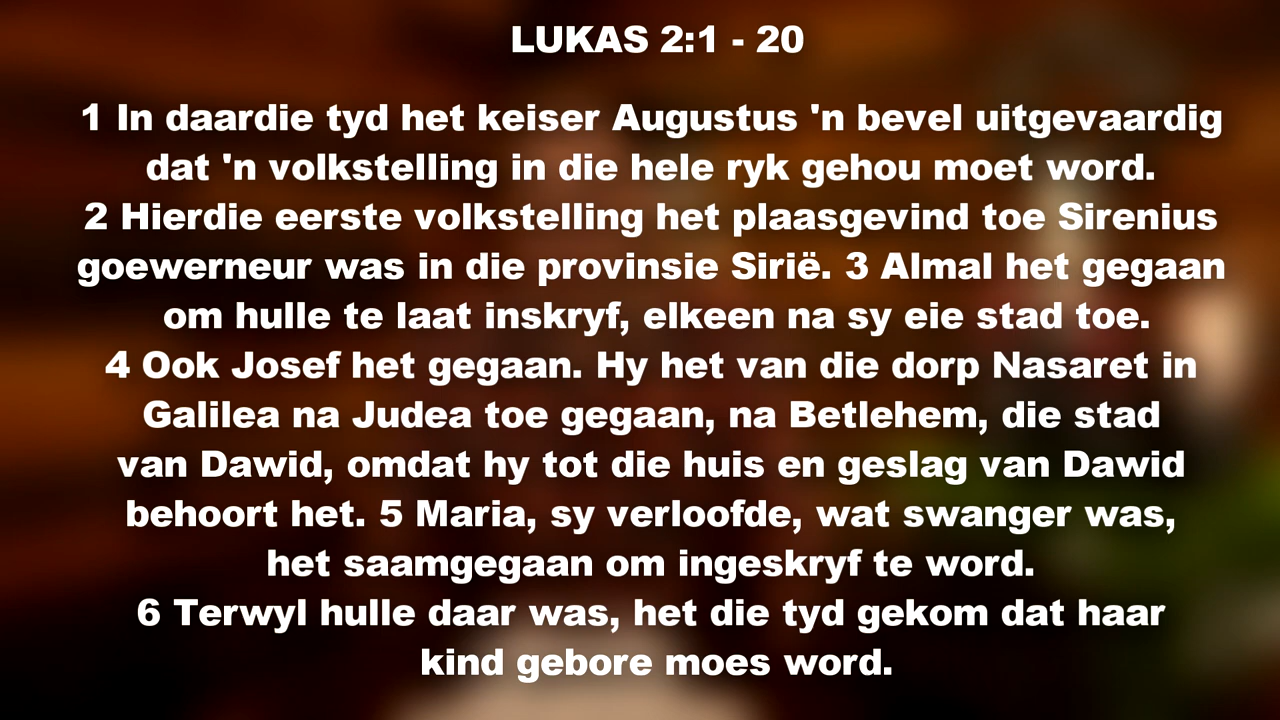 LUKAS 2:1 - 20
1 In daardie tyd het keiser Augustus 'n bevel uitgevaardig
dat 'n volkstelling in die hele ryk gehou moet word.
2 Hierdie eerste volkstelling het plaasgevind toe Sirenius
goewerneur was in die provinsie Sirië. 3 Almal het gegaan
om hulle te laat inskryf, elkeen na sy eie stad toe.
4 Ook Josef het gegaan. Hy het van die dorp Nasaret in
Galilea na Judea toe gegaan, na Betlehem, die stad
van Dawid, omdat hy tot die huis en geslag van Dawid
behoort het. 5 Maria, sy verloofde, wat swanger was,
het saamgegaan om ingeskryf te word.
6 Terwyl hulle daar was, het die tyd gekom dat haar
kind gebore moes word.